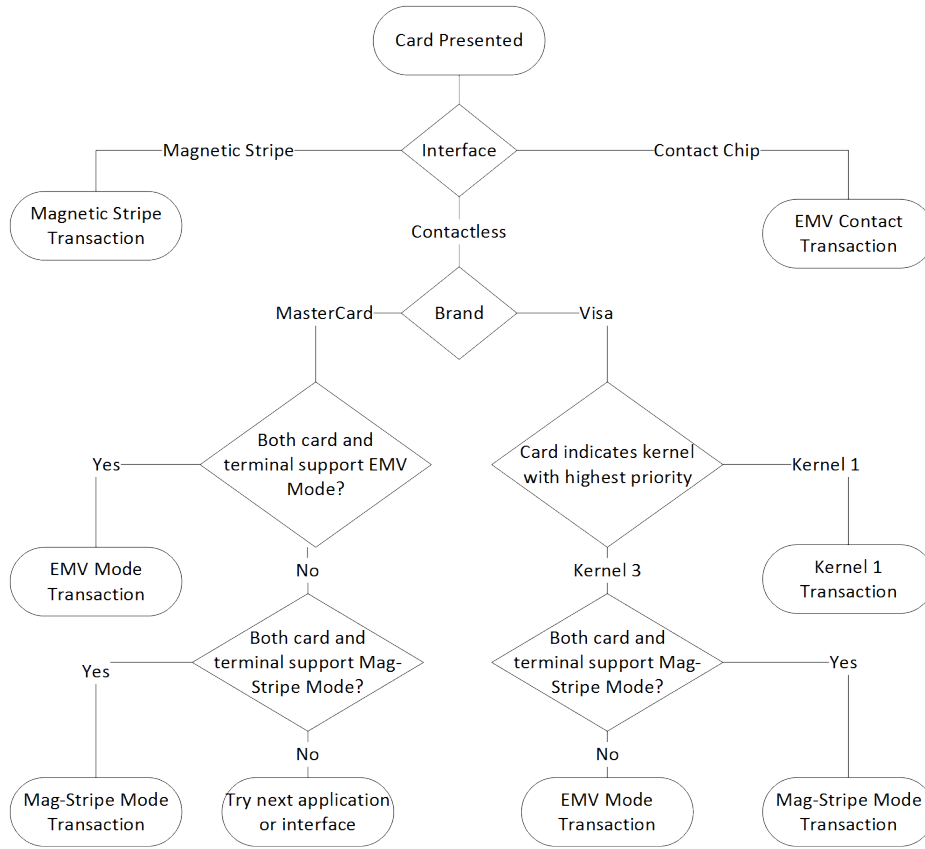 Card Presented
Magnetic Stripe
Interface
Contact Chip
Magnetic Stripe
Transaction
EMV Contact
Transaction
Contactless
MasterCard
Brand
Visa
Both card and
terminal support EMV
Mode?
Card indicates kernel
with highest priority
Yes
Kernel 1
EMV Mode
Transaction
No
Kernel 3
Kernel 1
Transaction
Both card and
terminal support Mag-
Stripe Mode?
Both card and
terminal support Mag-
Stripe Mode?
Yes
Yes
No
No
Mag-Stripe Mode
Transaction
Try next application
or interface
EMV Mode
Transaction
Mag-Stripe Mode
Transaction